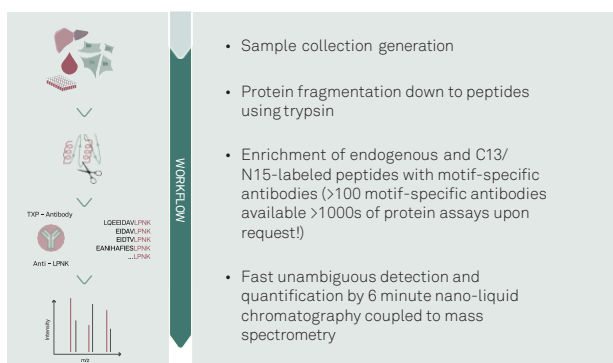 TXP – Antibody
LQEEIDAVLPNK
EIDAVLPNK
EIDTVLPNK
EANIHAFIESLPNK
...LPNK
Anti – LPNK
Intensity
m/z
WORKFLOW
• Sample collection generation
• Protein fragmentation down to peptides
using trypsin
• Enrichment of endogenous and C13/
N15-labeled peptides with motif-specific
antibodies (>100 motif-specific antibodies
available >1000s of protein assays upon
request!)
• Fast unambiguous detection and
quantification by 6 minute nano-liquid
chromatography coupled to mass
spectrometry